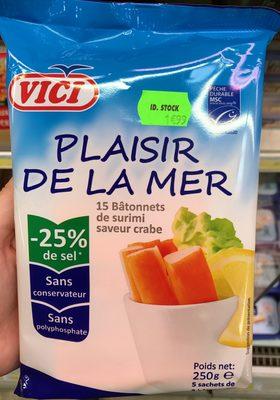 VICI
ID. STOCK
1€99
PÊCHE
DURABLE
MSC
PLAISIR
DE LA MER
15 Bâtonnets
de surimi
saveur crabe
-25%
de sel*
Sans
conservateur
Sans
polyphosphate
Poids net:
250g e
5 sachets de